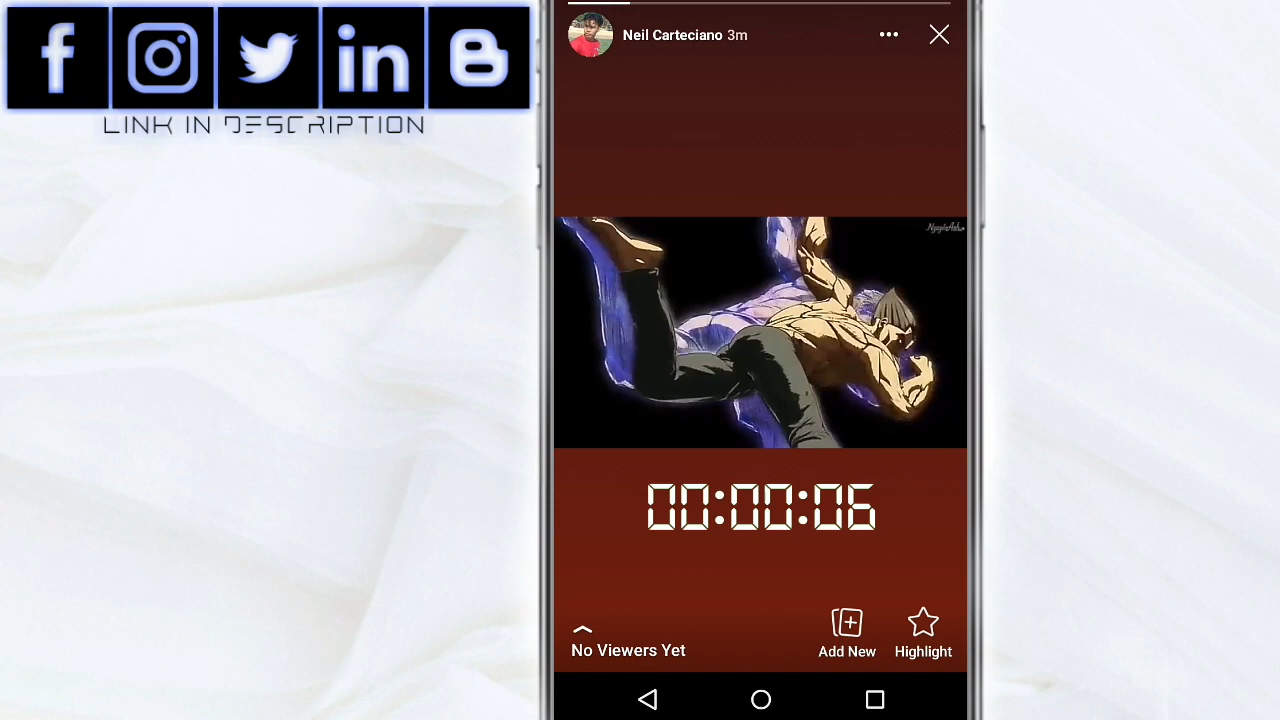 Neil Carteciano 3m
LINK IN DESCRIPTION
00:00:06
No Viewers Yet
Add New
Highlight